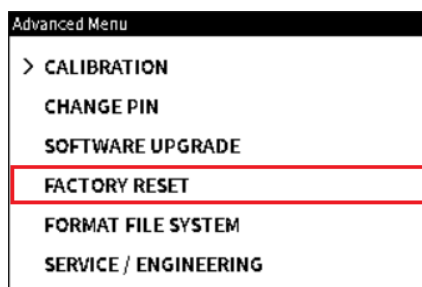 Advanced Menu
> CALIBRATION
CHANGE PIN
SOFTWARE UPGRADE
FACTORY RESET
FORMAT FILE SYSTEM
SERVICE / ENGINEERING